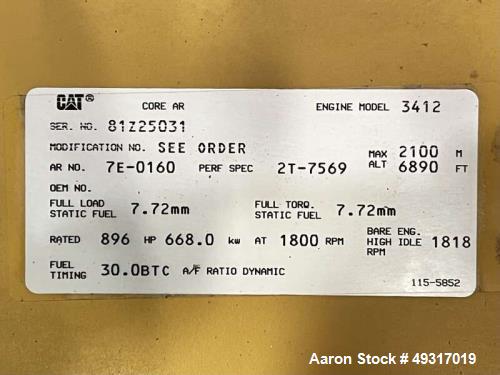 CAT® CORE AR ENGINE MODEL 3412
SER. NO. 81Z25031
MODIFICATION NO. SEE ORDER
AR NO. 7E-0160 PERF SPEC 2T-7569 MAX ALT 2100 M 6890 FT
OEM NO.
FULL LOAD STATIC FUEL 7.72mm FULL TORQ. STATIC FUEL 7.72mm
RATED 896 HP 668.0 kw AT 1800 RPM BARE ENG. HIGH IDLE RPM 1818
FUEL TIMING 30.0BTC A/F RATIO DYNAMIC
115-5852
Aaron Stock # 49317019